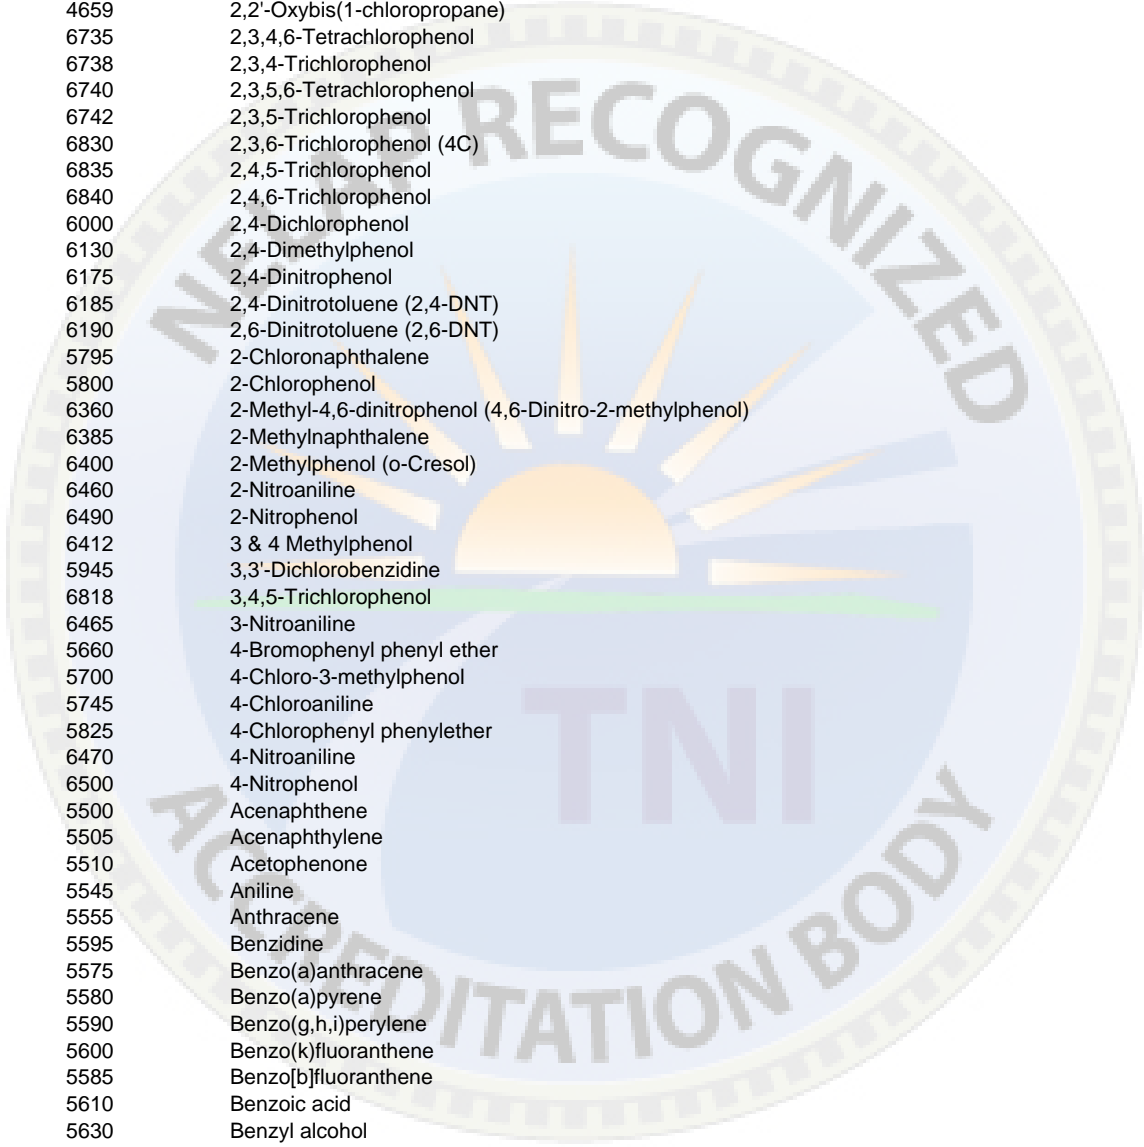 4659 2,2'-Oxybis(1-chloropropane)
6735 2,3,4,6-Tetrachlorophenol
6738 2,3,4-Trichlorophenol
6740 2,3,5,6-Tetrachlorophenol
6742 2,3,5-Trichlorophenol
6830 2,3,6-Trichlorophenol (4C)
6835 2,4,5-Trichlorophenol
6840 2,4,6-Trichlorophenol
6000 2,4-Dichlorophenol
6130 2,4-Dimethylphenol
6175 2,4-Dinitrophenol
6185 2,4-Dinitrotoluene (2,4-DNT)
6190 2,6-Dinitrotoluene (2,6-DNT)
5795 2-Chloronaphthalene
5800 2-Chlorophenol
6360 2-Methyl-4,6-dinitrophenol (4,6-Dinitro-2-methylphenol)
6385 2-Methylnaphthalene
6400 2-Methylphenol (o-Cresol)
6460 2-Nitroaniline
6490 2-Nitrophenol
6412 3 & 4 Methylphenol
5945 3,3'-Dichlorobenzidine
6818 3,4,5-Trichlorophenol
6465 3-Nitroaniline
5660 4-Bromophenyl phenyl ether
5700 4-Chloro-3-methylphenol
5745 4-Chloroaniline
5825 4-Chlorophenyl phenylether
6470 4-Nitroaniline
6500 4-Nitrophenol
5500 Acenaphthene
5505 Acenaphthylene
5510 Acetophenone
5545 Aniline
5555 Anthracene
5595 Benzidine
5575 Benzo(a)anthracene
5580 Benzo(a)pyrene
5590 Benzo(g,h,i)perylene
5600 Benzo(k)fluoranthene
5585 Benzo[b]fluoranthene
5610 Benzoic acid
5630 Benzyl alcohol
NELAP RECOGNIZED
TNI
ACCREDITATION BODY